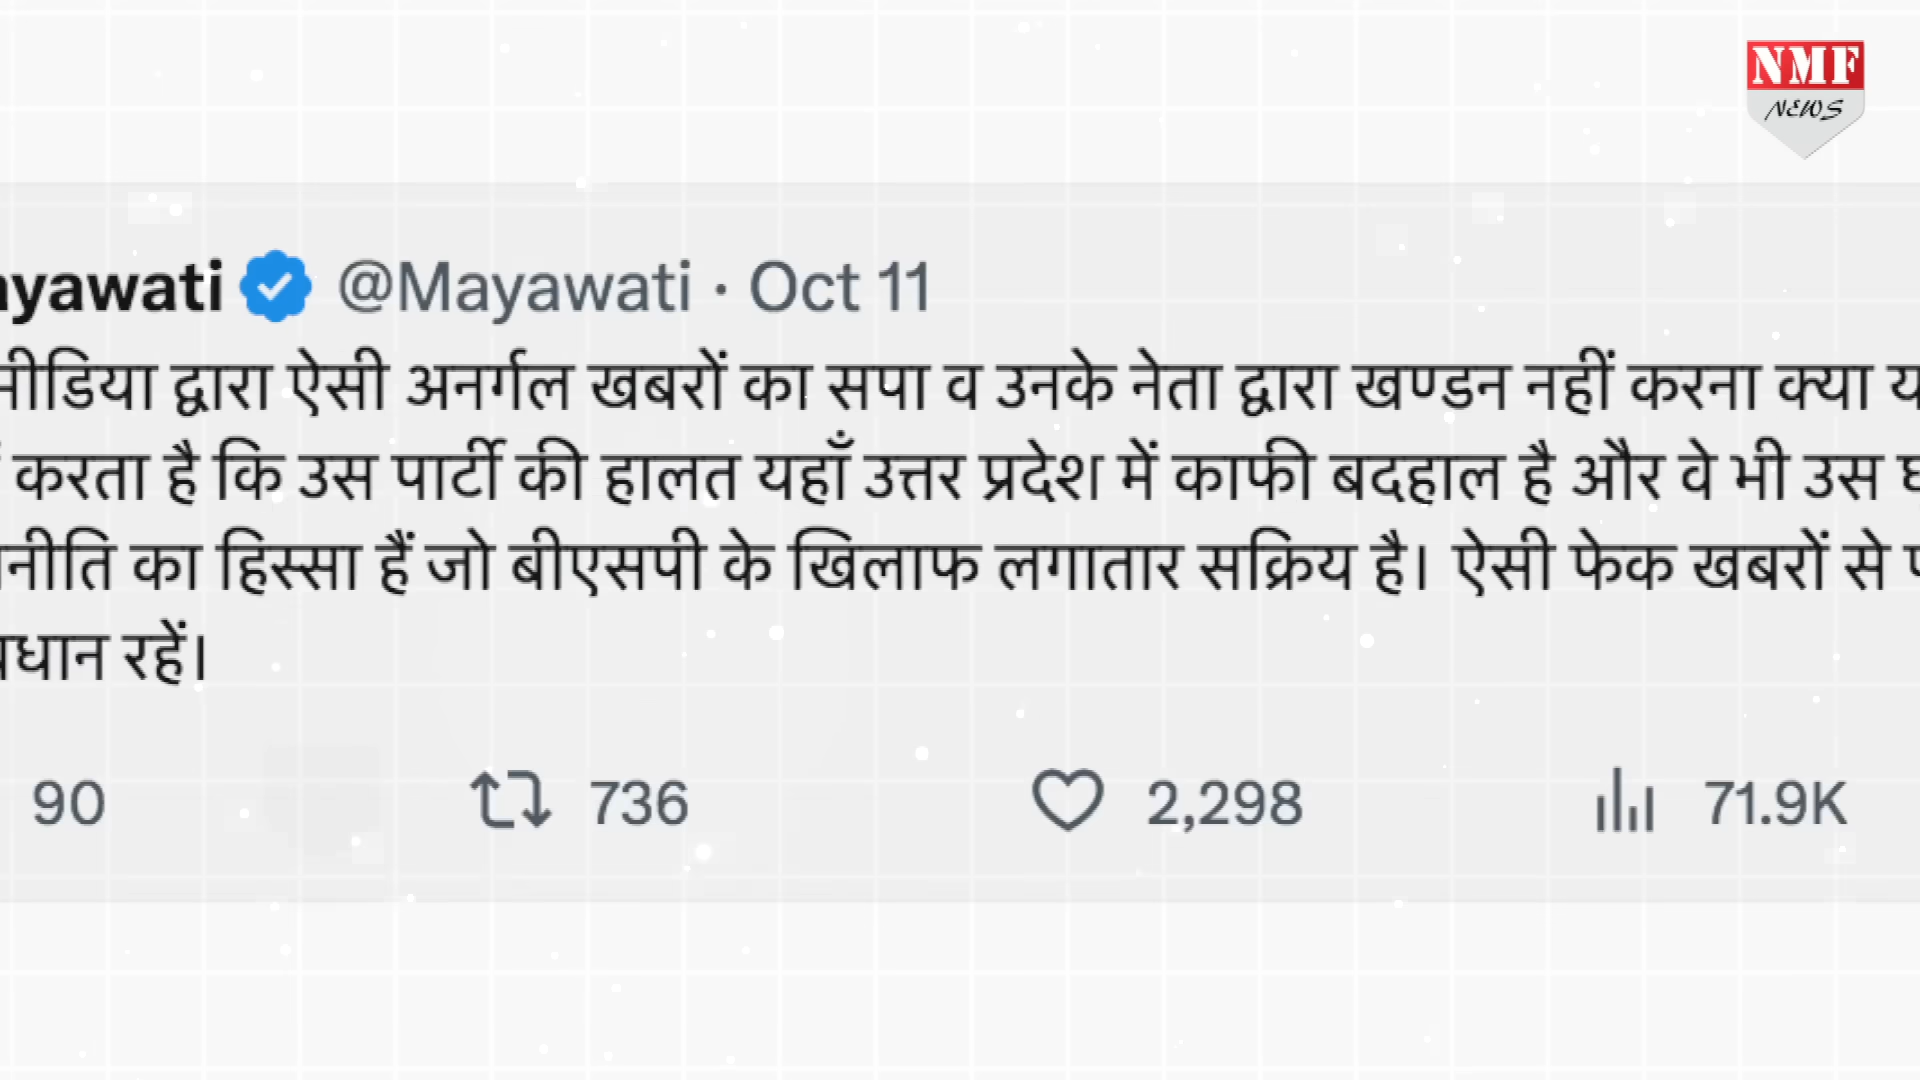 NMF
NEWS
@Mayawati · Oct 11
द्वारा ऐसी अनर्गल खबरों का सपा व उनके नेता द्वारा खण्डन नहीं करना क्या
करता है कि उस पार्टी की हालत यहाँ उत्तर प्रदेश में काफी बदहाल है और वे भी उस
का हिस्सा हैं जो बीएसपी के खिलाफ लगातार सक्रिय है। ऐसी फेक खबरों से
रहें।
90 736 2,298 71.9K